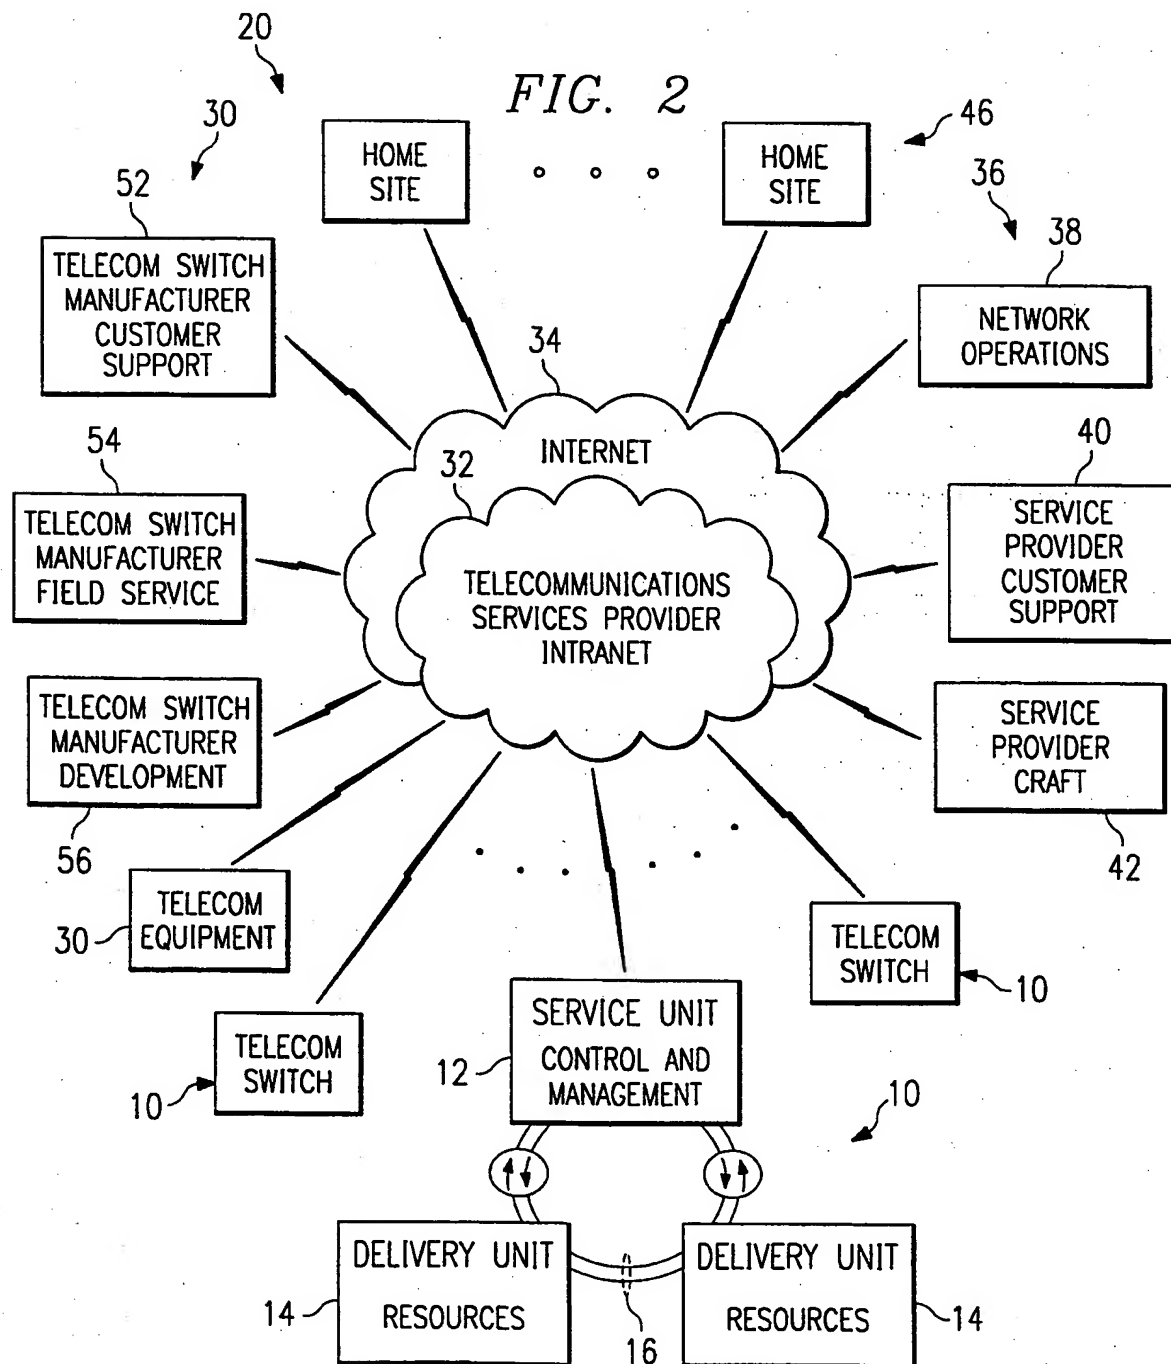 20
FIG. 2
30
HOME
SITE
HOME
SITE
46
36
52
38
TELECOM SWITCH
MANUFACTURER
CUSTOMER
SUPPORT
NETWORK
OPERATIONS
34
INTERNET
54
32
40
TELECOM SWITCH
MANUFACTURER
FIELD SERVICE
TELECOMMUNICATIONS
SERVICES PROVIDER
INTRANET
SERVICE
PROVIDER
CUSTOMER
SUPPORT
TELECOM SWITCH
MANUFACTURER
DEVELOPMENT
56
SERVICE
PROVIDER
CRAFT
42
TELECOM
EQUIPMENT
30
TELECOM
SWITCH
10
TELECOM
SWITCH
10
SERVICE UNIT
CONTROL AND
MANAGEMENT
12
10
DELIVERY UNIT
RESOURCES
14
16
DELIVERY UNIT
RESOURCES
14